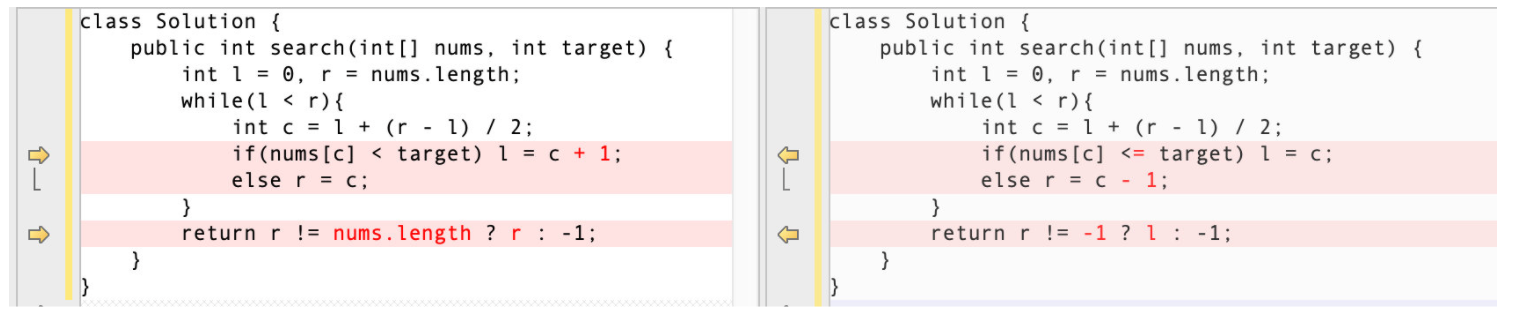 class Solution {
    public int search(int[] nums, int target) {
        int l = 0, r = nums.length;
        while(l < r){
            int c = l + (r - l) / 2;
            if(nums[c] < target) l = c + 1;
            else r = c;
        }
        return r != nums.length ? r : -1;
    }
}
class Solution {
    public int search(int[] nums, int target) {
        int l = 0, r = nums.length;
        while(l < r){
            int c = l + (r - l) / 2;
            if(nums[c] <= target) l = c;
            else r = c - 1;
        }
        return r != -1 ? l : -1;
    }
}